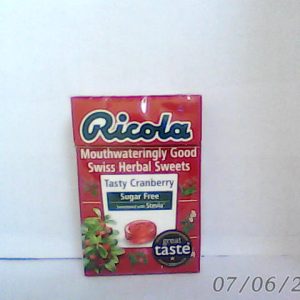 Ricola
Mouthwateringly Good
Swiss Herbal Sweets
Tasty Cranberry
Sugar Free
Sweetened with Stevia
great
taste
07/06/2